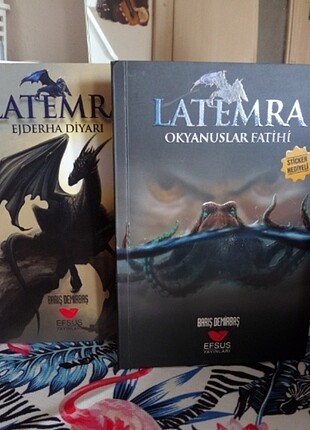 LATEMRA
EJDERHA DİYARI
BARIŞ DEMİRBAŞ
EFSUS
YAYINLARI
LATEMRA
OKYANUSLAR FATİHİ
STICKER
HEDİYELİ
BARIŞ DEMİRBAŞ
EFSUS
YAYINLARI